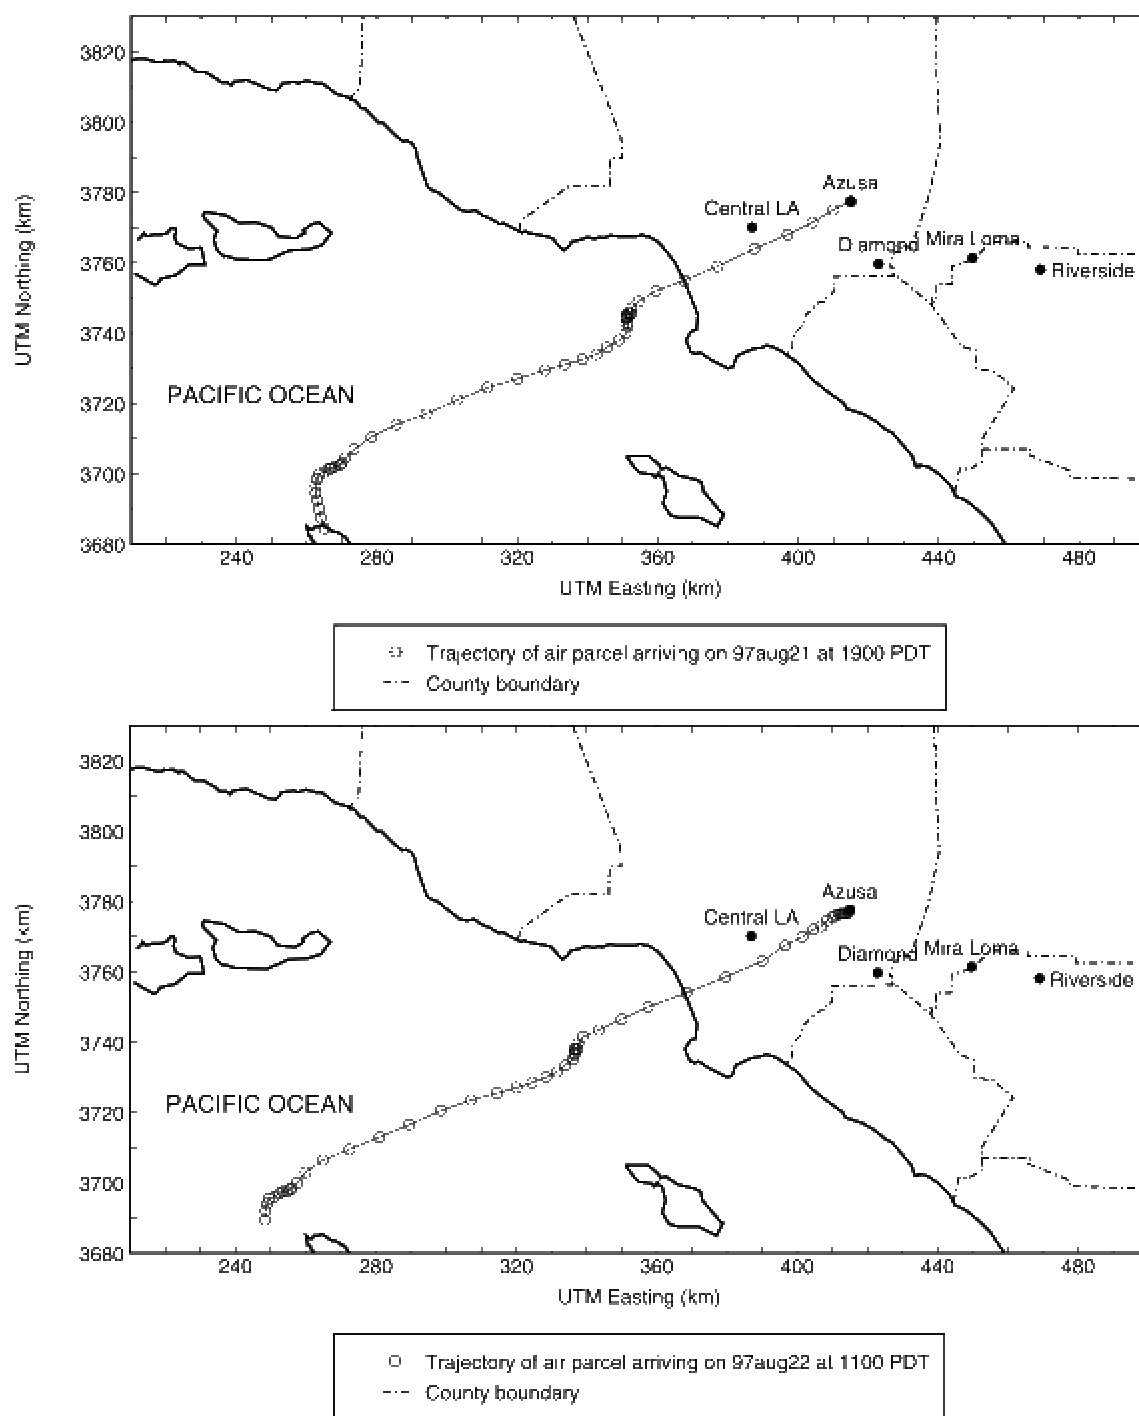 3820
3800
3780
3760
3740
3720
3700
3680
UTM Northing (km)
Azusa
Central LA
Diamond
Mira Loma
Riverside
PACIFIC OCEAN
240 280 320 360 400 440 480
UTM Easting (km)
Trajectory of air parcel arriving on 97aug21 at 1900 PDT
County boundary
3820
3800
3780
3760
3740
3720
3700
3680
UTM Northing (km)
Azusa
Central LA
Diamond
Mira Loma
Riverside
PACIFIC OCEAN
240 280 320 360 400 440 480
UTM Easting (km)
Trajectory of air parcel arriving on 97aug22 at 1100 PDT
County boundary